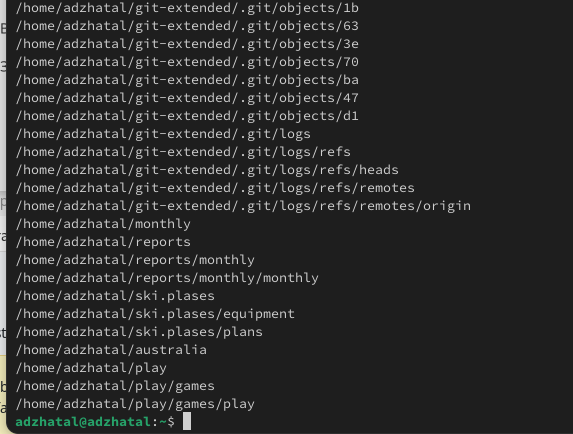 /home/adzhatal/git-extended/.git/objects/1b
/home/adzhatal/git-extended/.git/objects/63
/home/adzhatal/git-extended/.git/objects/3e
/home/adzhatal/git-extended/.git/objects/70
/home/adzhatal/git-extended/.git/objects/ba
/home/adzhatal/git-extended/.git/objects/47
/home/adzhatal/git-extended/.git/objects/d1
/home/adzhatal/git-extended/.git/logs
/home/adzhatal/git-extended/.git/logs/refs
/home/adzhatal/git-extended/.git/logs/refs/heads
/home/adzhatal/git-extended/.git/logs/refs/remotes
/home/adzhatal/git-extended/.git/logs/refs/remotes/origin
/home/adzhatal/monthly
/home/adzhatal/reports
/home/adzhatal/reports/monthly
/home/adzhatal/reports/monthly/monthly
/home/adzhatal/ski.plases
/home/adzhatal/ski.plases/equipment
/home/adzhatal/ski.plases/plans
/home/adzhatal/australia
/home/adzhatal/play
/home/adzhatal/play/games
/home/adzhatal/play/games/play
adzhatal@adzhatal:~$